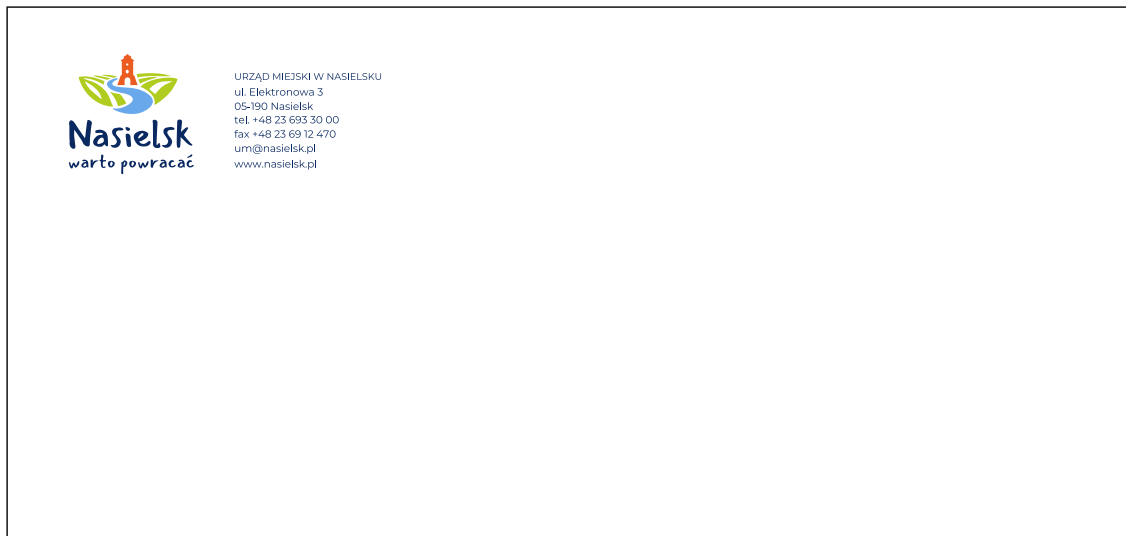 Nasielsk
warto powracać
URZĄD MIEJSKI W NASIELSKU
ul. Elektronowa 3
05-190 Nasielsk
tel. +48 23 693 30 00
fax +48 23 69 12 470
um@nasielsk.pl
www.nasielsk.pl